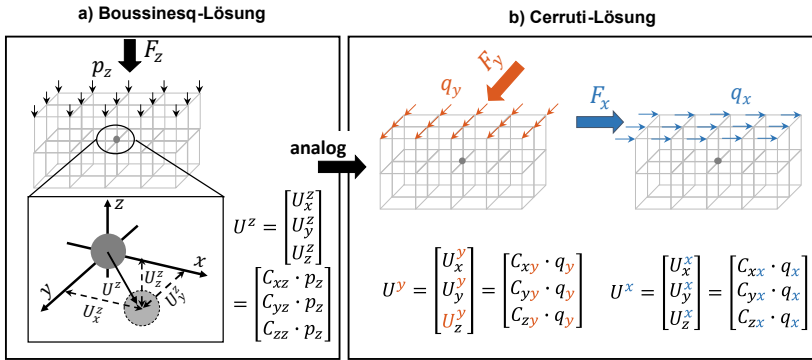 a) Boussinesq-Lösung
F_z
p_z
z
x
y
U^z
U_z^z
U_y^z
U_x^z
U^z = [U_x^z U_y^z U_z^z]
= [C_xz · p_z C_yz · p_z C_zz · p_z]
analog
b) Cerruti-Lösung
F_y
q_y
F_x
q_x
U^y = [U_x^y U_y^y U_z^y] = [C_xy · q_y C_yy · q_y C_zy · q_y]
U^x = [U_x^x U_y^x U_z^x] = [C_xx · q_x C_yx · q_x C_zx · q_x]